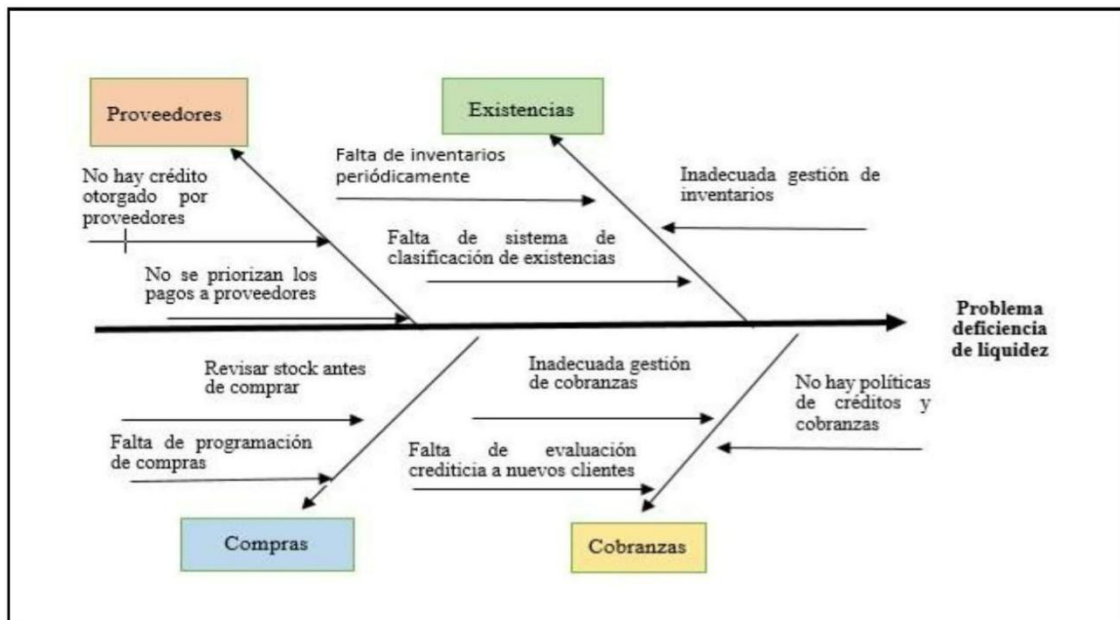 Proveedores
Existencias
No hay crédito
otorgado por
proveedores
Falta de inventarios
periódicamente
Inadecuada gestión de
inventarios
Falta de sistema de
clasificación de existencias
No se priorizan los
pagos a proveedores
Problema
deficiencia
de liquidez
Revisar stock antes
de comprar
Inadecuada gestión
de cobranzas
No hay políticas
de créditos y
cobranzas
Falta de programación
de compras
Falta de evaluación
crediticia a nuevos clientes
Compras
Cobranzas